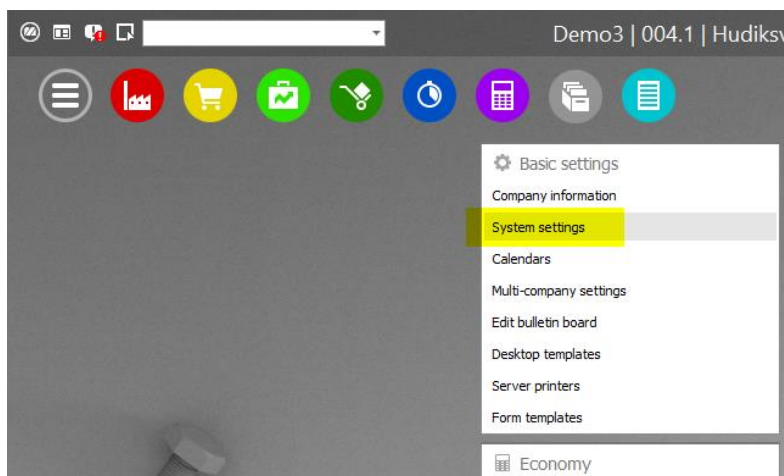 Demo3 | 004.1 | Hudiksv
Basic settings
Company information
System settings
Calendars
Multi-company settings
Edit bulletin board
Desktop templates
Server printers
Form templates
Economy